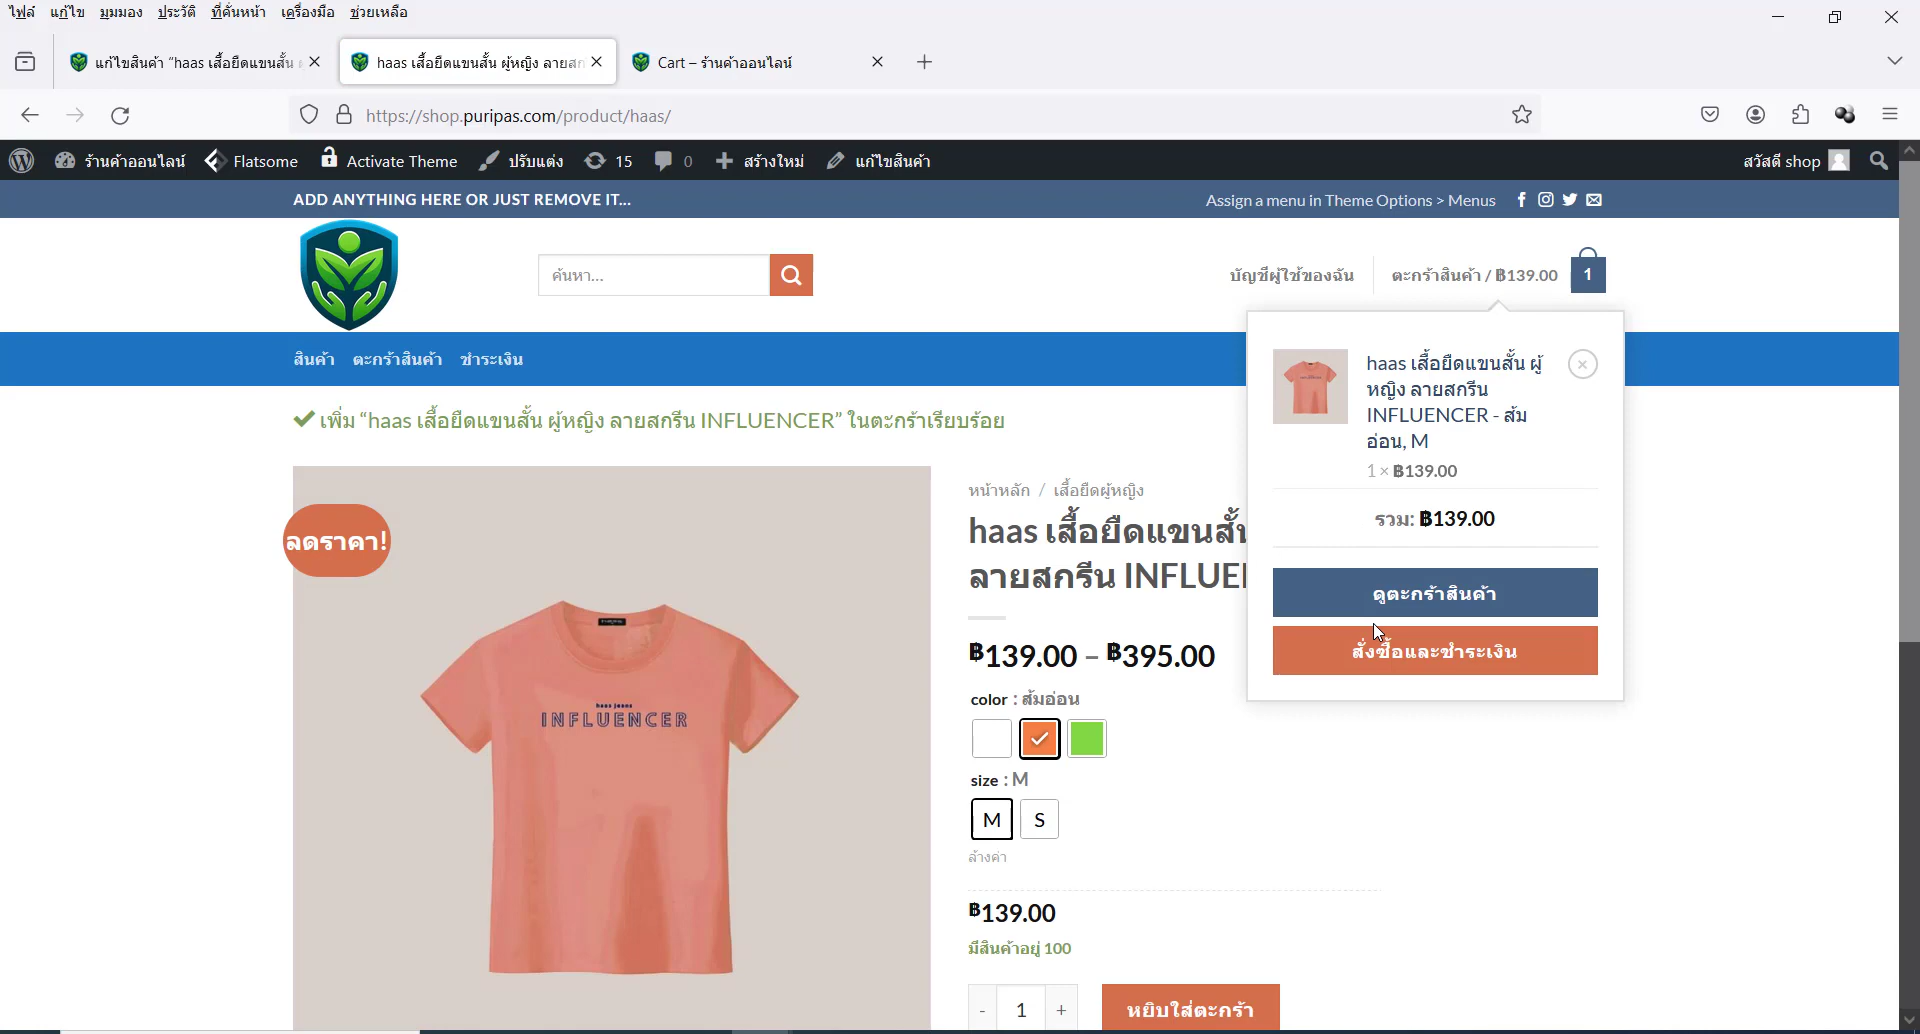 ไฟล์ แก้ไข มุมมอง ประวัติ ที่คั่นหน้า เครื่องมือ ช่วยเหลือ
แก้ไขสินค้า “haas เสื้อยืดแขนสั้น
haas เสื้อยืดแขนสั้น ผู้หญิง ลายสก
Cart – ร้านค้าออนไลน์
https://shop.puripas.com/product/haas/
ร้านค้าออนไลน์ Flatsome Activate Theme ปรับแต่ง 15 0 สร้างใหม่ แก้ไขสินค้า สวัสดี shop
ADD ANYTHING HERE OR JUST REMOVE IT...
Assign a menu in Theme Options > Menus
ค้นหา...
บัญชีผู้ใช้ของฉัน
ตะกร้าสินค้า / ฿139.00 1
สินค้า ตะกร้าสินค้า ชำระเงิน
haas เสื้อยืดแขนสั้น ผู้
หญิง ลายสกรีน
INFLUENCER - ส้ม
อ่อน, M
1 × ฿139.00
รวม: ฿139.00
ดูตะกร้าสินค้า
สั่งซื้อและชำระเงิน
เพิ่ม “haas เสื้อยืดแขนสั้น ผู้หญิง ลายสกรีน INFLUENCER” ในตะกร้าเรียบร้อย
ลดราคา!
haas jeans
INFLUENCER
หน้าหลัก / เสื้อยืดผู้หญิง
haas เสื้อยืดแขนสั้น
ลายสกรีน INFLUE
฿139.00 – ฿395.00
color : ส้มอ่อน
size : M
M S
ล้างค่า
฿139.00
มีสินค้าอยู่ 100
- 1 +
หยิบใส่ตะกร้า